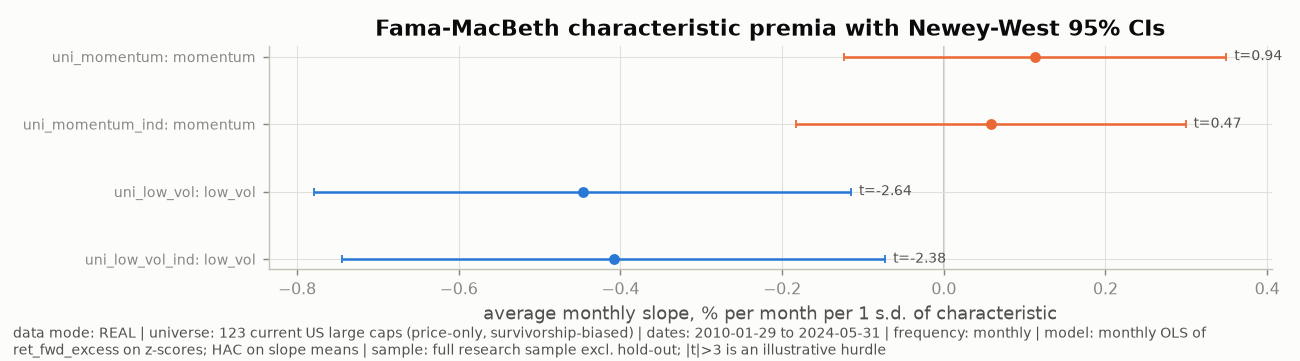 Fama-MacBeth characteristic premia with Newey-West 95% CIs
uni_momentum: momentum
t=0.94
uni_momentum_ind: momentum
t=0.47
uni_low_vol: low_vol
t=-2.64
uni_low_vol_ind: low_vol
t=-2.38
−0.8 −0.6 −0.4 −0.2 0.0 0.2 0.4
average monthly slope, % per month per 1 s.d. of characteristic
data mode: REAL | universe: 123 current US large caps (price-only, survivorship-biased) | dates: 2010-01-29 to 2024-05-31 | frequency: monthly | model: monthly OLS of
ret_fwd_excess on z-scores; HAC on slope means | sample: full research sample excl. hold-out; |t|>3 is an illustrative hurdle